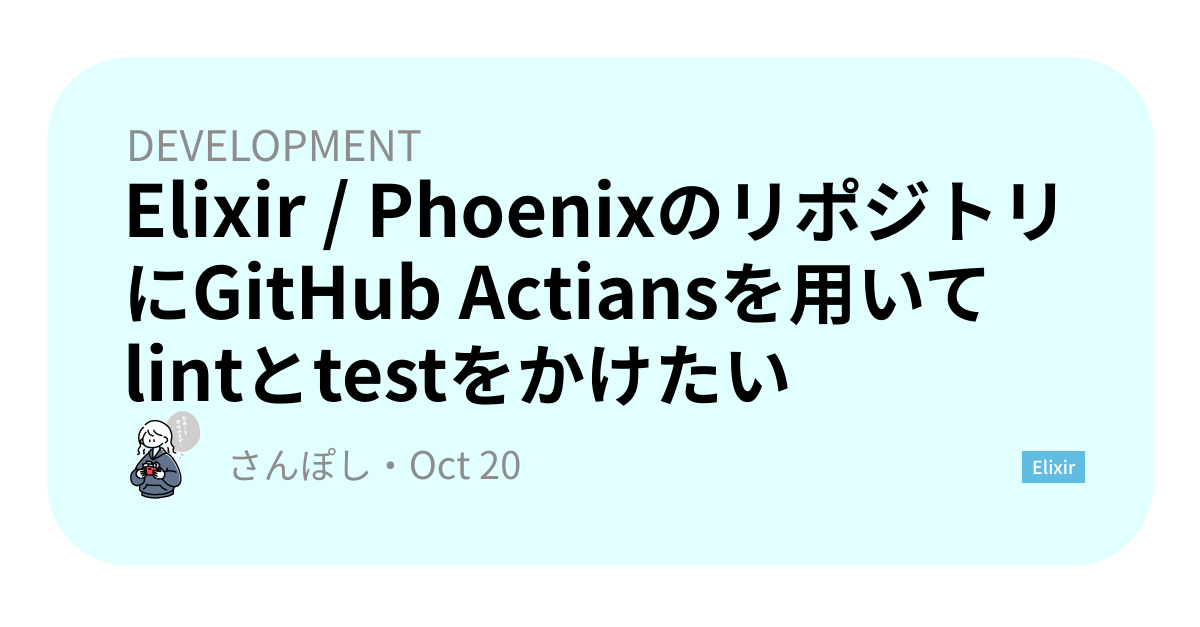 DEVELOPMENT
Elixir / Phoenixのリポジトリ
にGitHub Actiansを用いて
lintとtestをかけたい
さんぽし・Oct 20
Elixir